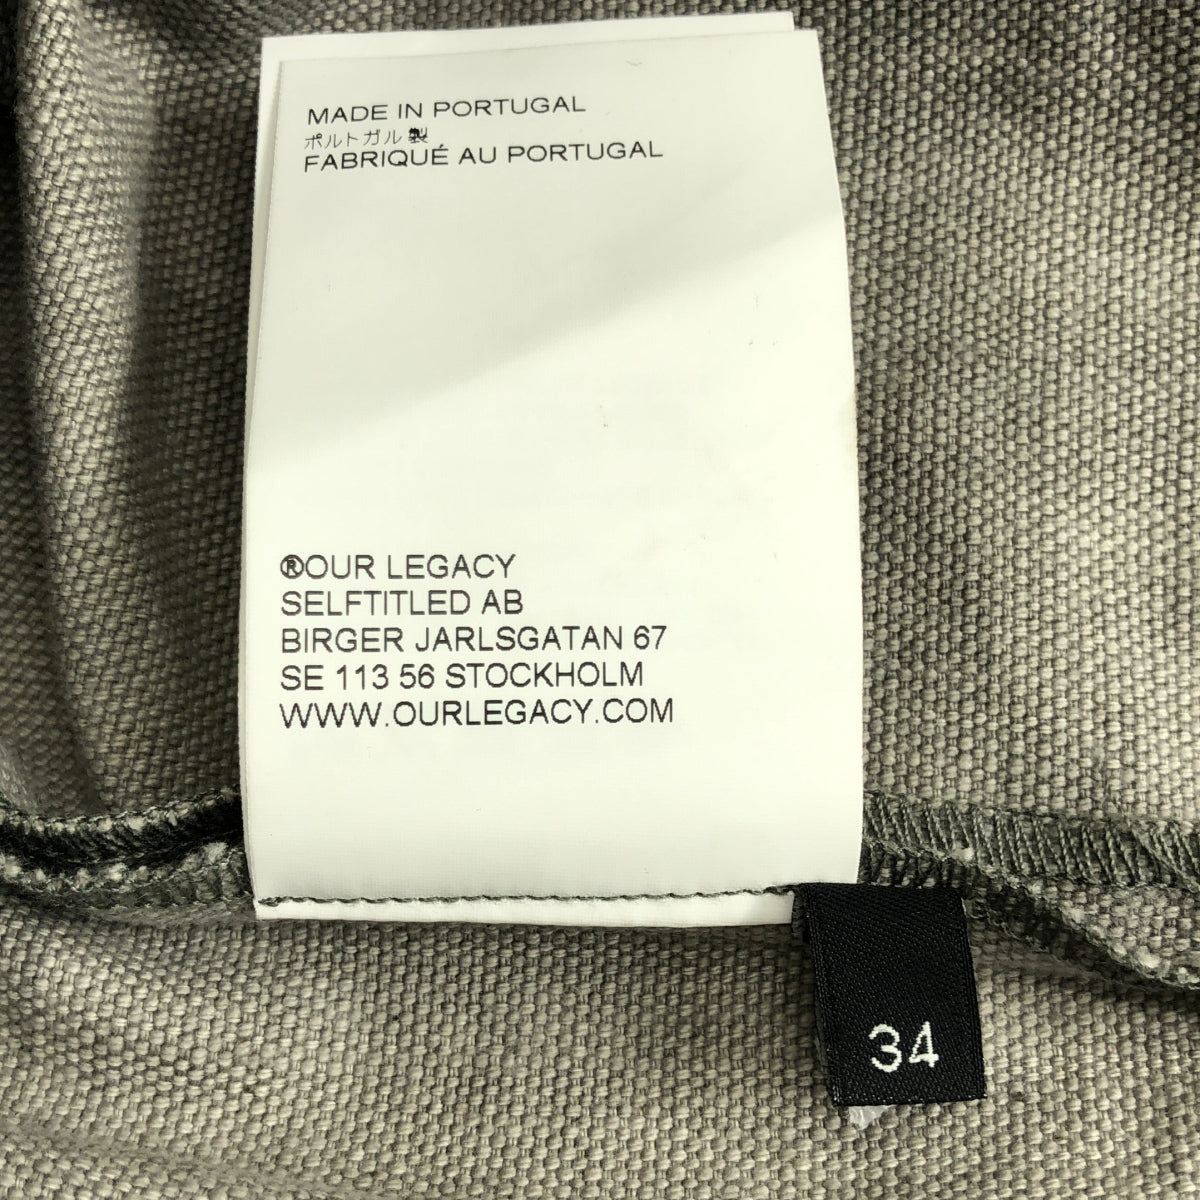 MADE IN PORTUGAL
ポルトガル製
FABRIQUÉ AU PORTUGAL
®OUR LEGACY
SELFTITLED AB
BIRGER JARLSGATAN 67
SE 113 56 STOCKHOLM
WWW.OURLEGACY.COM
34